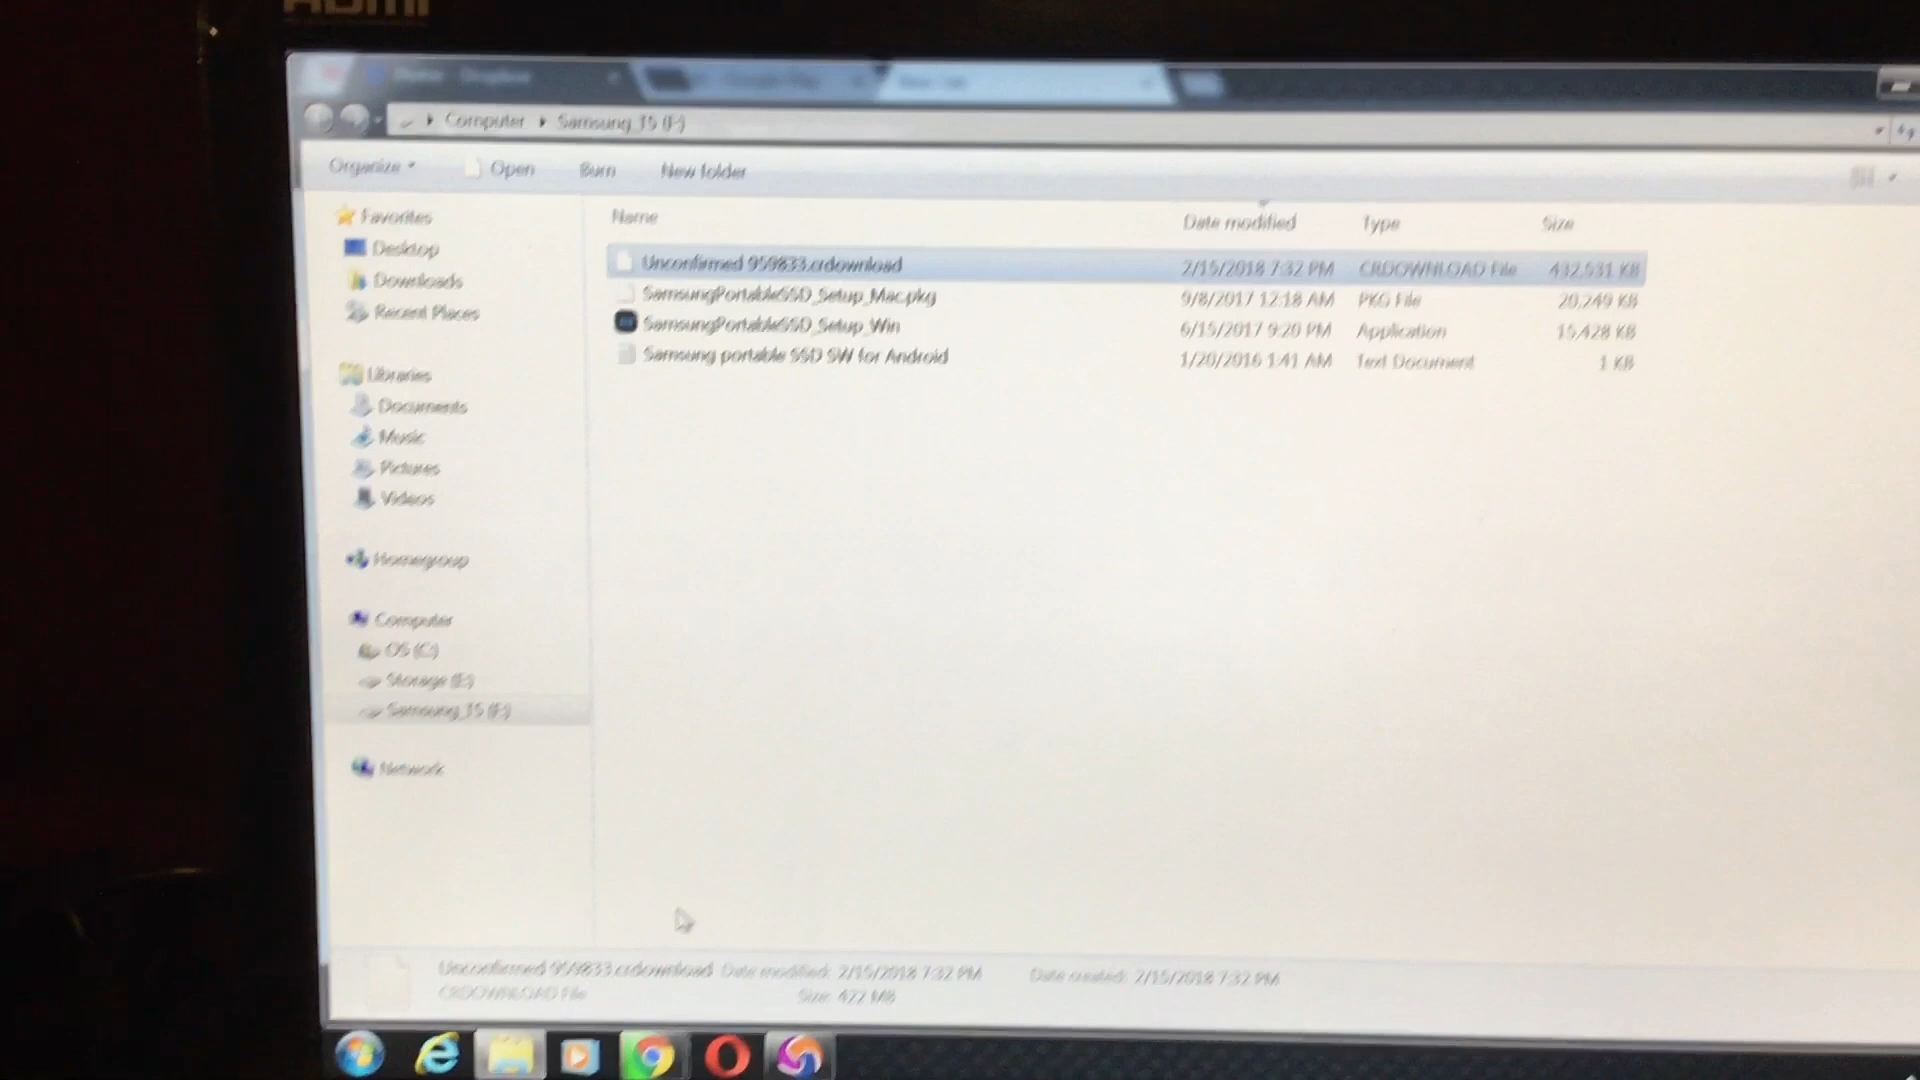 HDMI
Computer ▸ Samsung_T5 (F:)
Organize Open Burn New folder
Favorites
Desktop
Downloads
Recent Places
Libraries
Documents
Music
Pictures
Videos
Homegroup
Computer
OS (C:)
Storage (E:)
Samsung_T5 (F:)
Network
Name Date modified Type Size
Unconfirmed 959833.crdownload 2/15/2018 7:32 PM CRDOWNLOAD File 432,531 KB
SamsungPortableSSD_Setup_Mac.pkg 9/8/2017 12:18 AM PKG File 20,249 KB
SamsungPortableSSD_Setup_Win 6/15/2017 9:20 PM Application 15,428 KB
Samsung portable SSD SW for Android 1/20/2016 1:41 AM Text Document 1 KB
Unconfirmed 959833.crdownload Date modified: 2/15/2018 7:32 PM Date created: 2/15/2018 7:32 PM
CRDOWNLOAD File Size: 422 MB